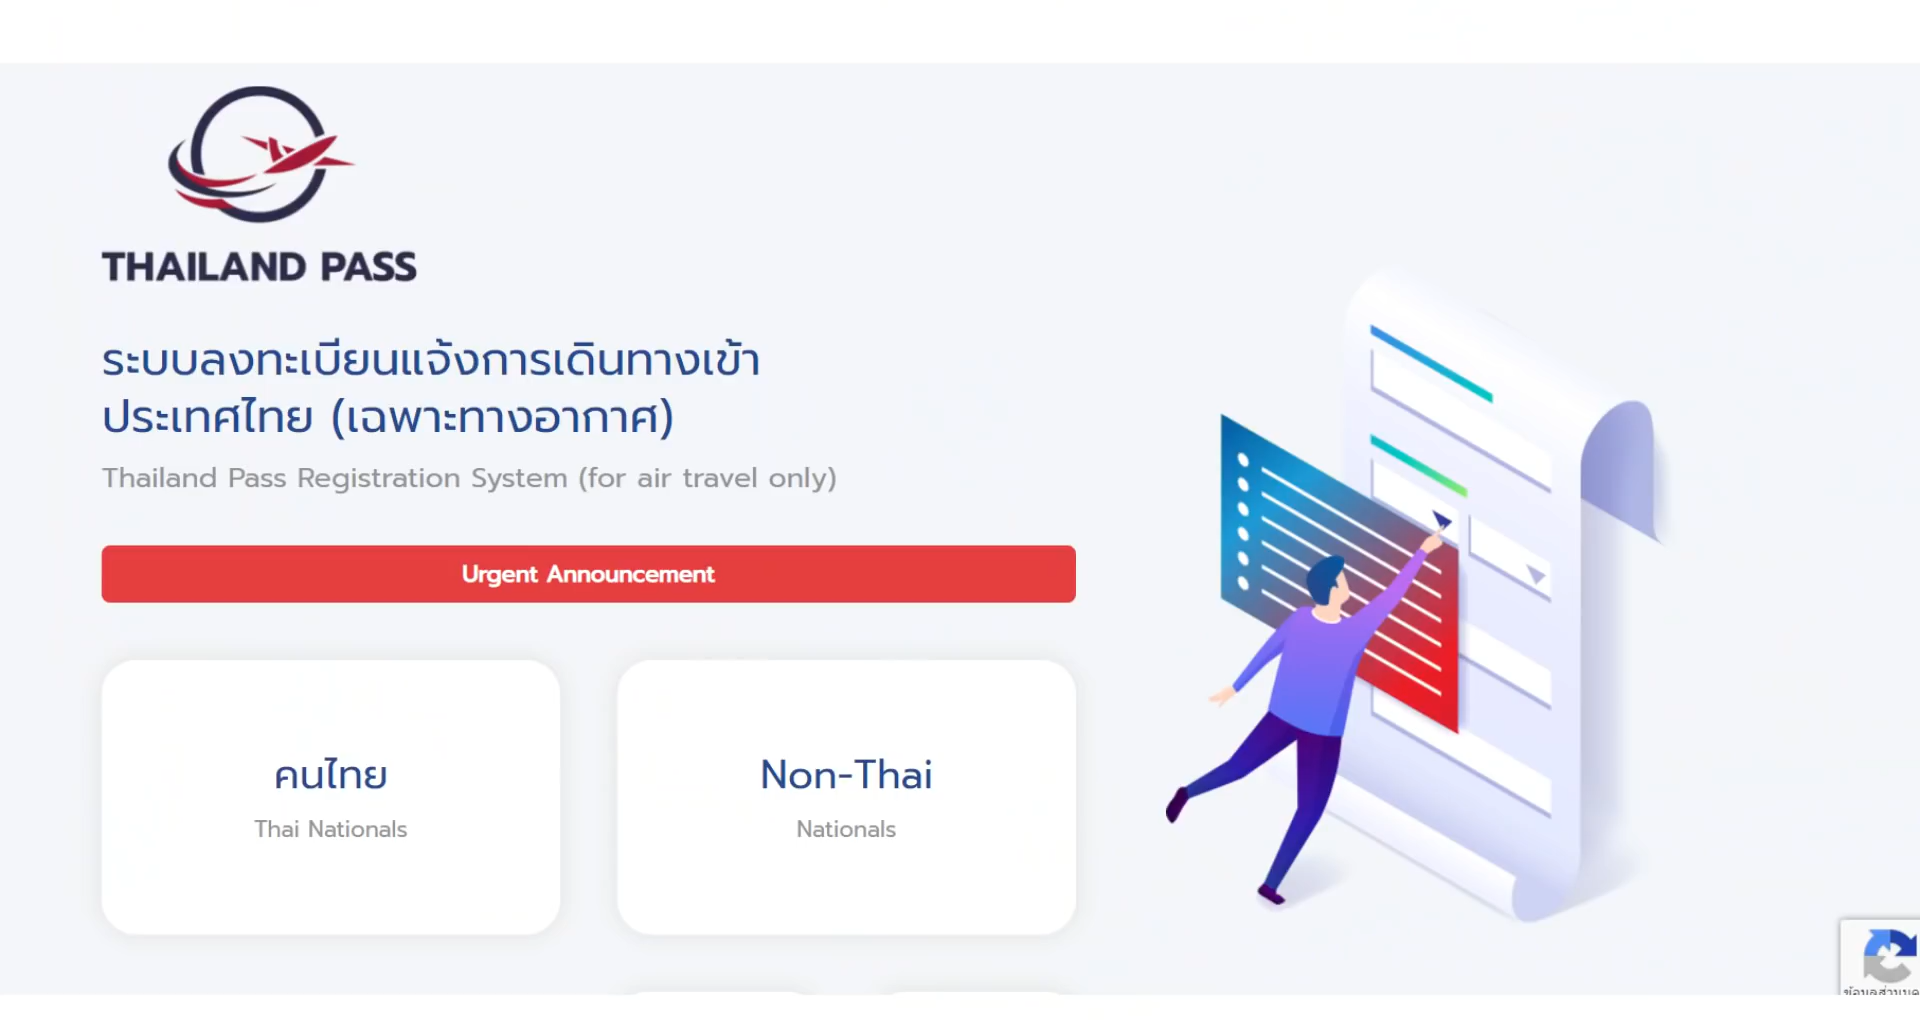 THAILAND PASS
ระบบลงทะเบียนแจ้งการเดินทางเข้า
ประเทศไทย (เฉพาะทางอากาศ)
Thailand Pass Registration System (for air travel only)
Urgent Announcement
คนไทย
Thai Nationals
Non-Thai
Nationals